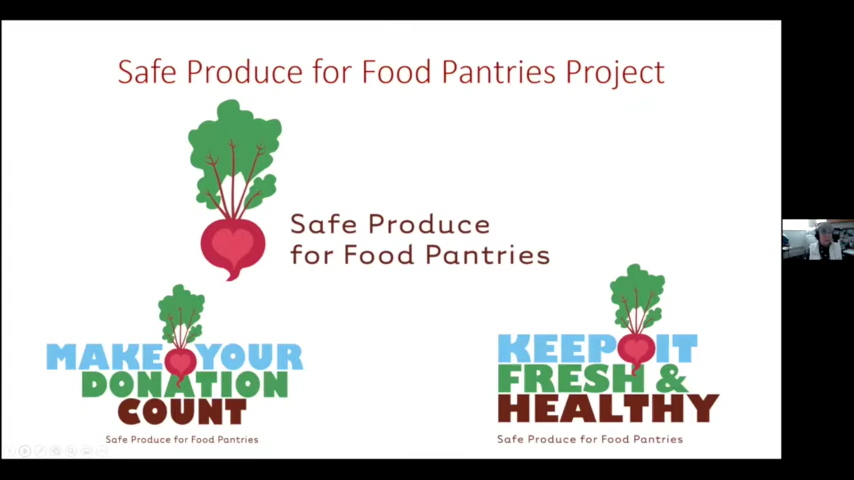 Safe Produce for Food Pantries Project
Safe Produce
for Food Pantries
MAKE YOUR
DONATION
COUNT
Safe Produce for Food Pantries
KEEP IT
FRESH &
HEALTHY
Safe Produce for Food Pantries